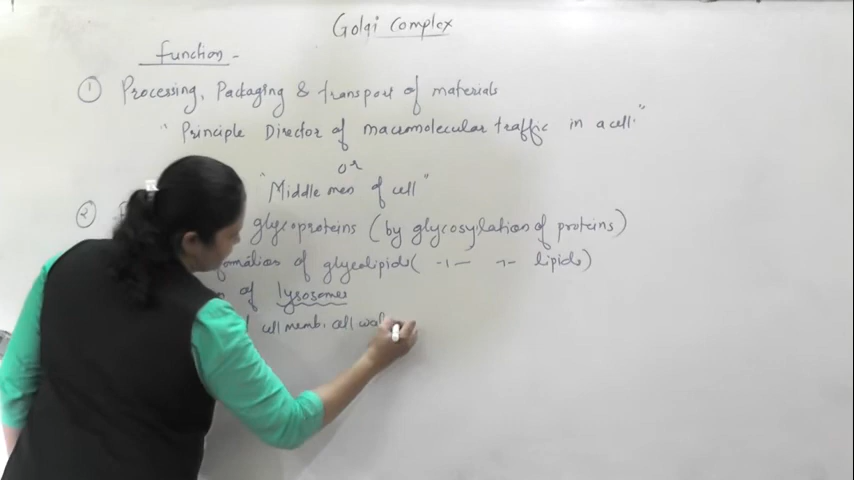 Golgi Complex
function -
① Processing, Packaging & transport of materials
" Principle Director of macromolecular traffic in a cell."
or
"Middle men of cell"
② glycoproteins (by glycosylation of proteins)
formation of glycolipids ( -"- -"- lipids)
of lysosomes
cell memb. cell wall